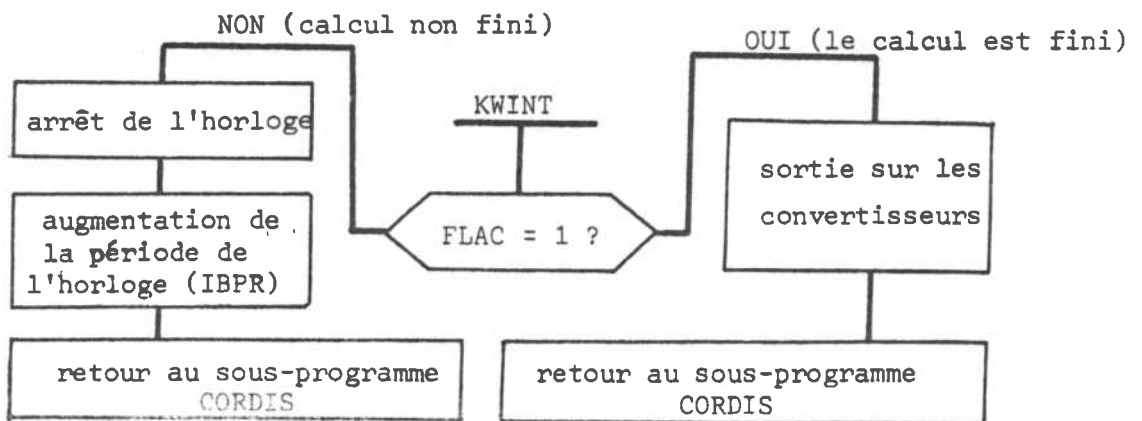 NON (calcul non fini)
OUI (le calcul est fini)
KWINT
arrêt de l'horloge
FLAC = 1 ?
sortie sur les
convertisseurs
augmentation de
la période de
l'horloge (IBPR)
retour au sous-programme
CORDIS
retour au sous-programme
CORDIS